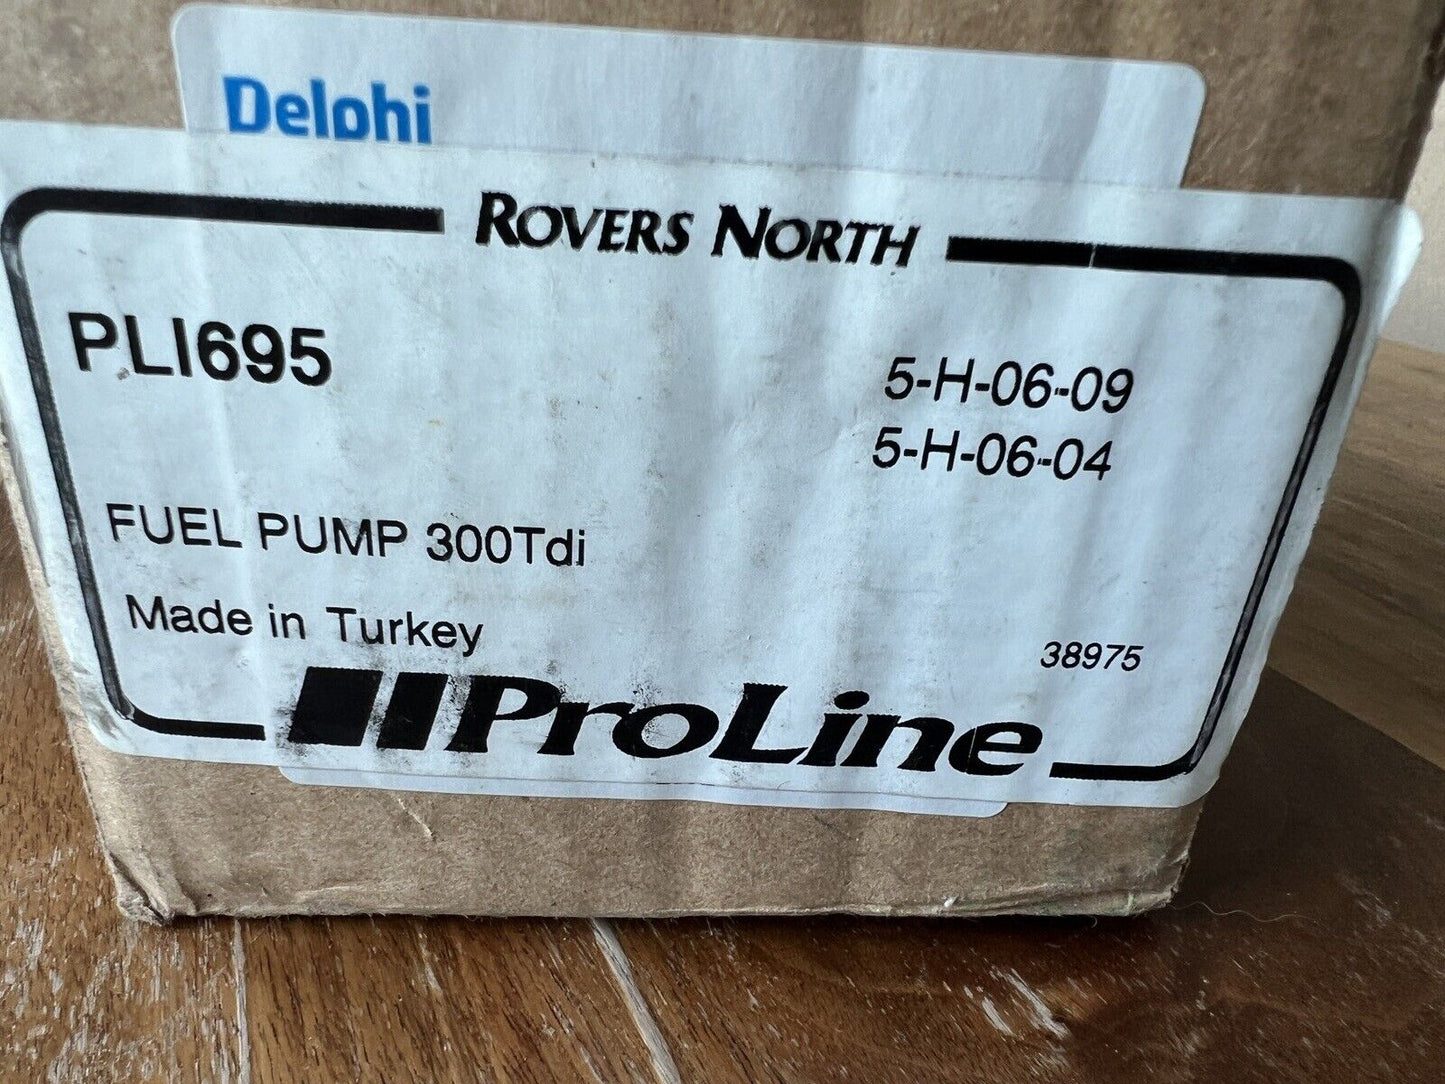 Delphi
ROVERS NORTH
PLI695
5-H-06-09
5-H-06-04
FUEL PUMP 300Tdi
Made in Turkey
38975
ProLine